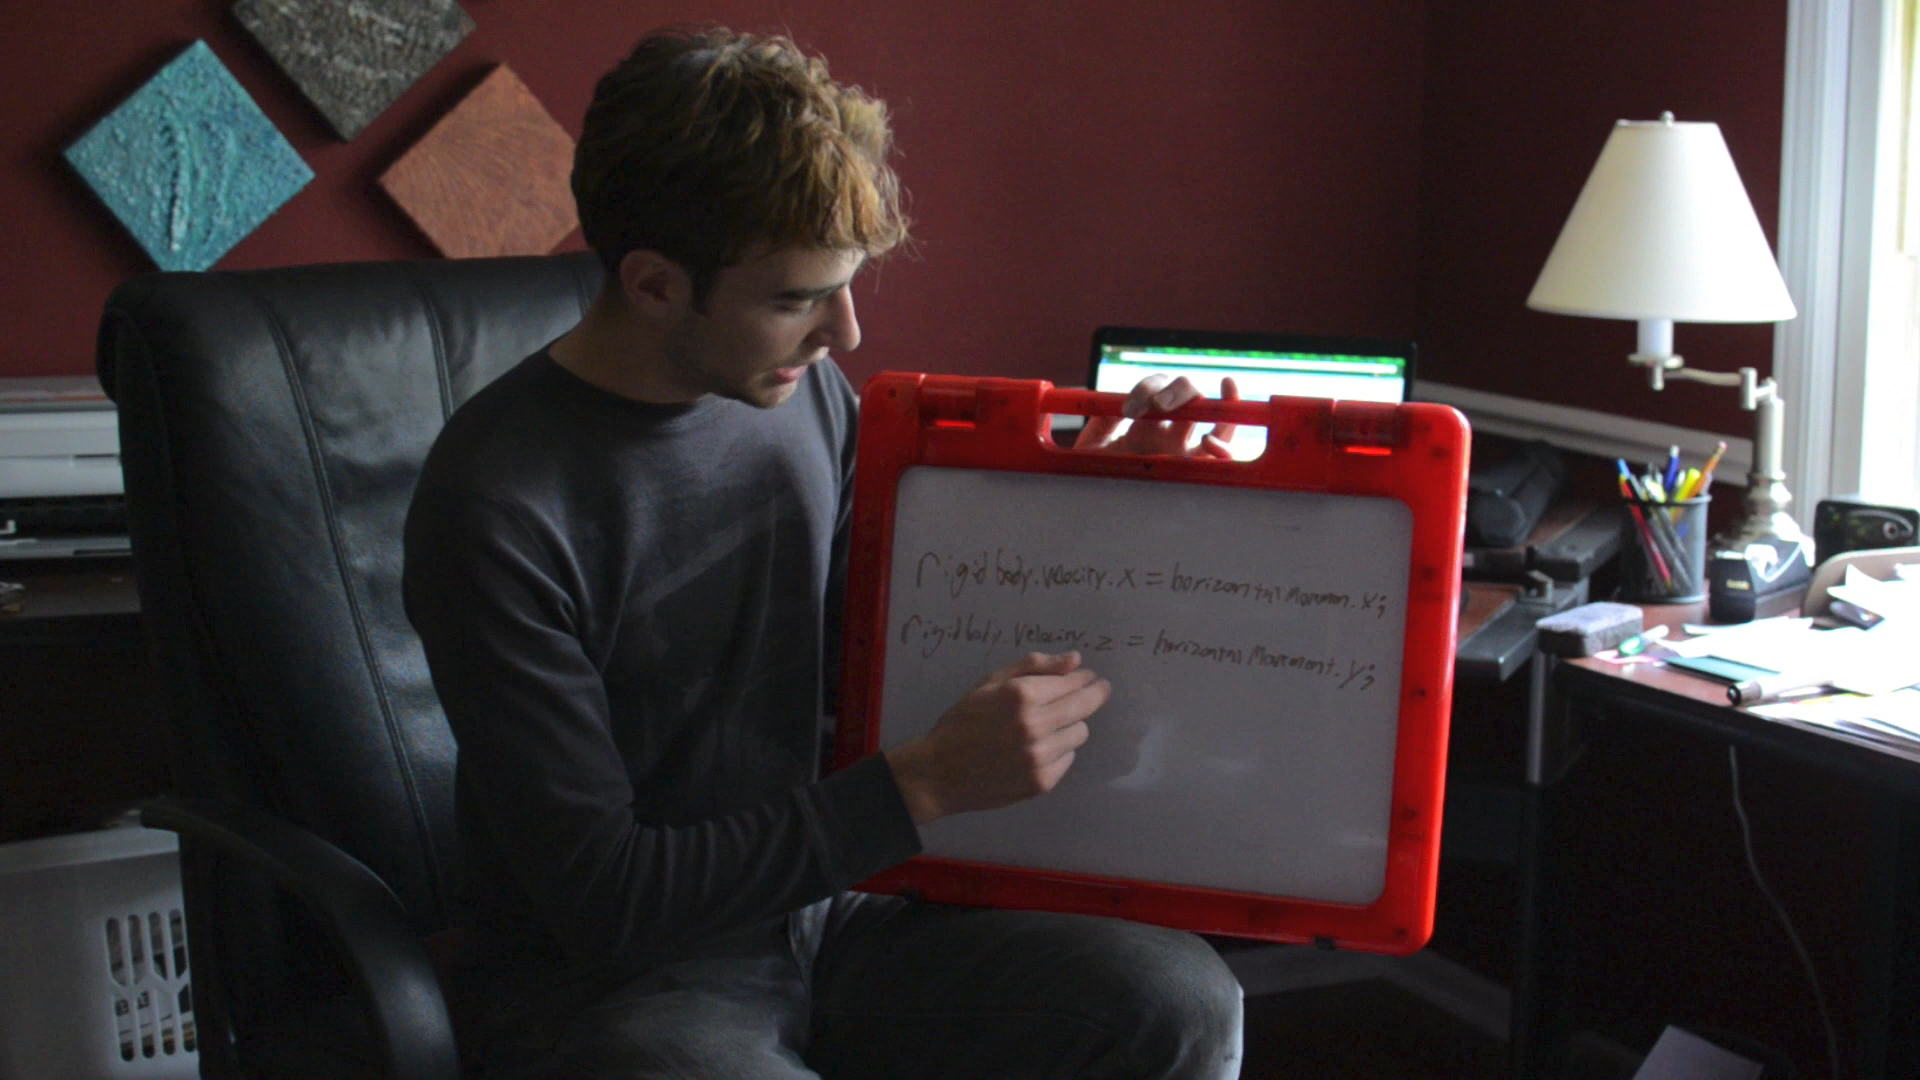 rigidbody.velocity.x = horizontalMovement.x;
rigidbody.velocity.z = horizontalMovement.y;